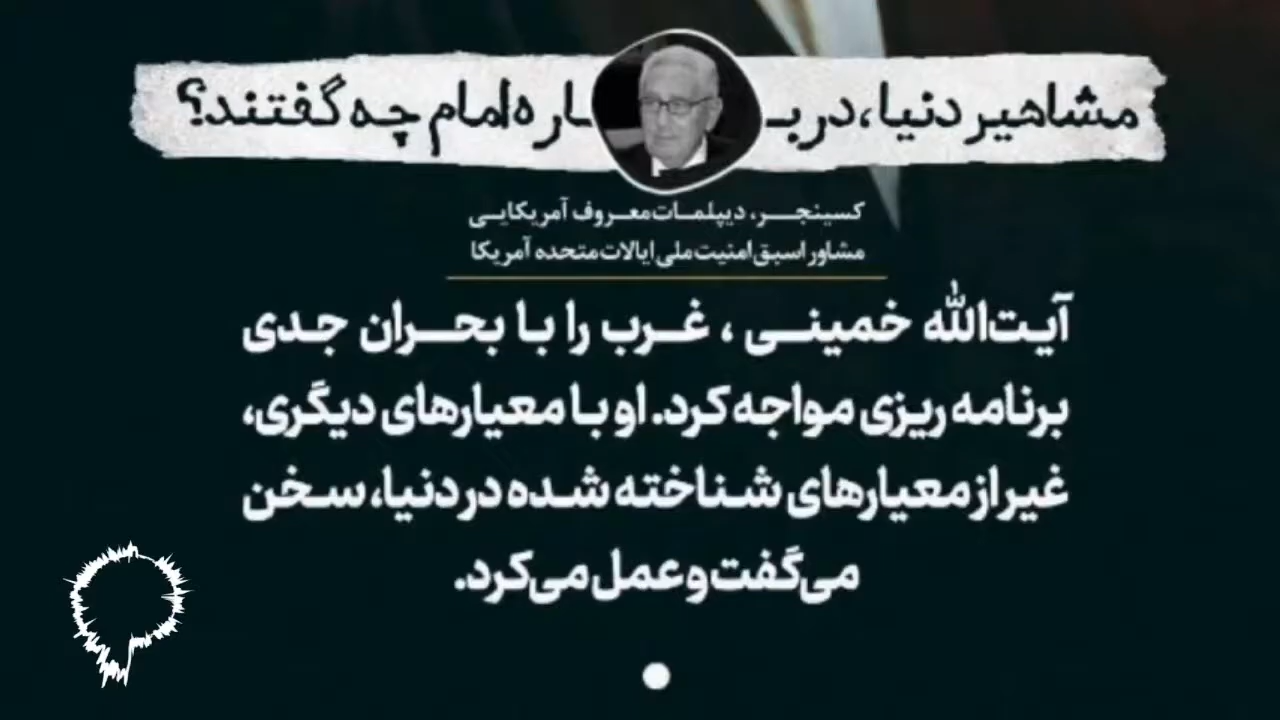 مشاهیر دنیا، درباره امام چه گفتند؟
کسینجر، دیپلمات معروف آمریکایی
مشاور اسبق امنیت ملی ایالات متحده آمریکا
آیت‌الله خمینی ، غرب را با بحران جدی
برنامه ریزی مواجه کرد. او با معیارهای دیگری،
غیر از معیارهای شناخته شده در دنیا، سخن
می‌گفت و عمل می‌کرد.